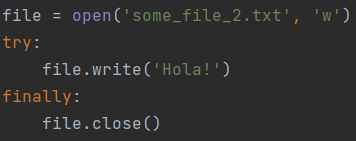 file = open('some_file_2.txt', 'w')
try:
    file.write('Hola!')
finally:
    file.close()